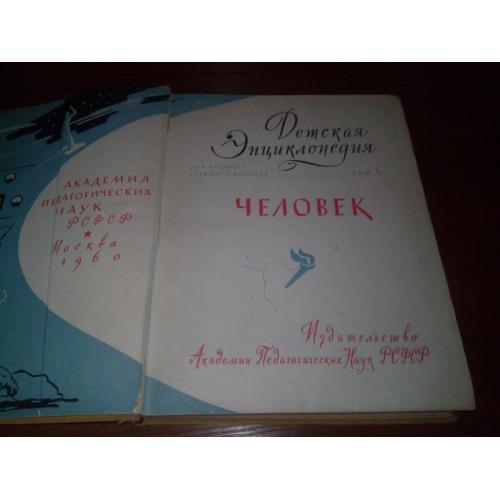 АКАДЕМИЯ
ПЕДАГОГИЧЕСКИХ
НАУК
РСФСР
Москва
1960
Детская
Энциклопедия
для среднего
и старшего возраста
том 6
ЧЕЛОВЕК
Издательство
Академии Педагогических Наук РСФСР